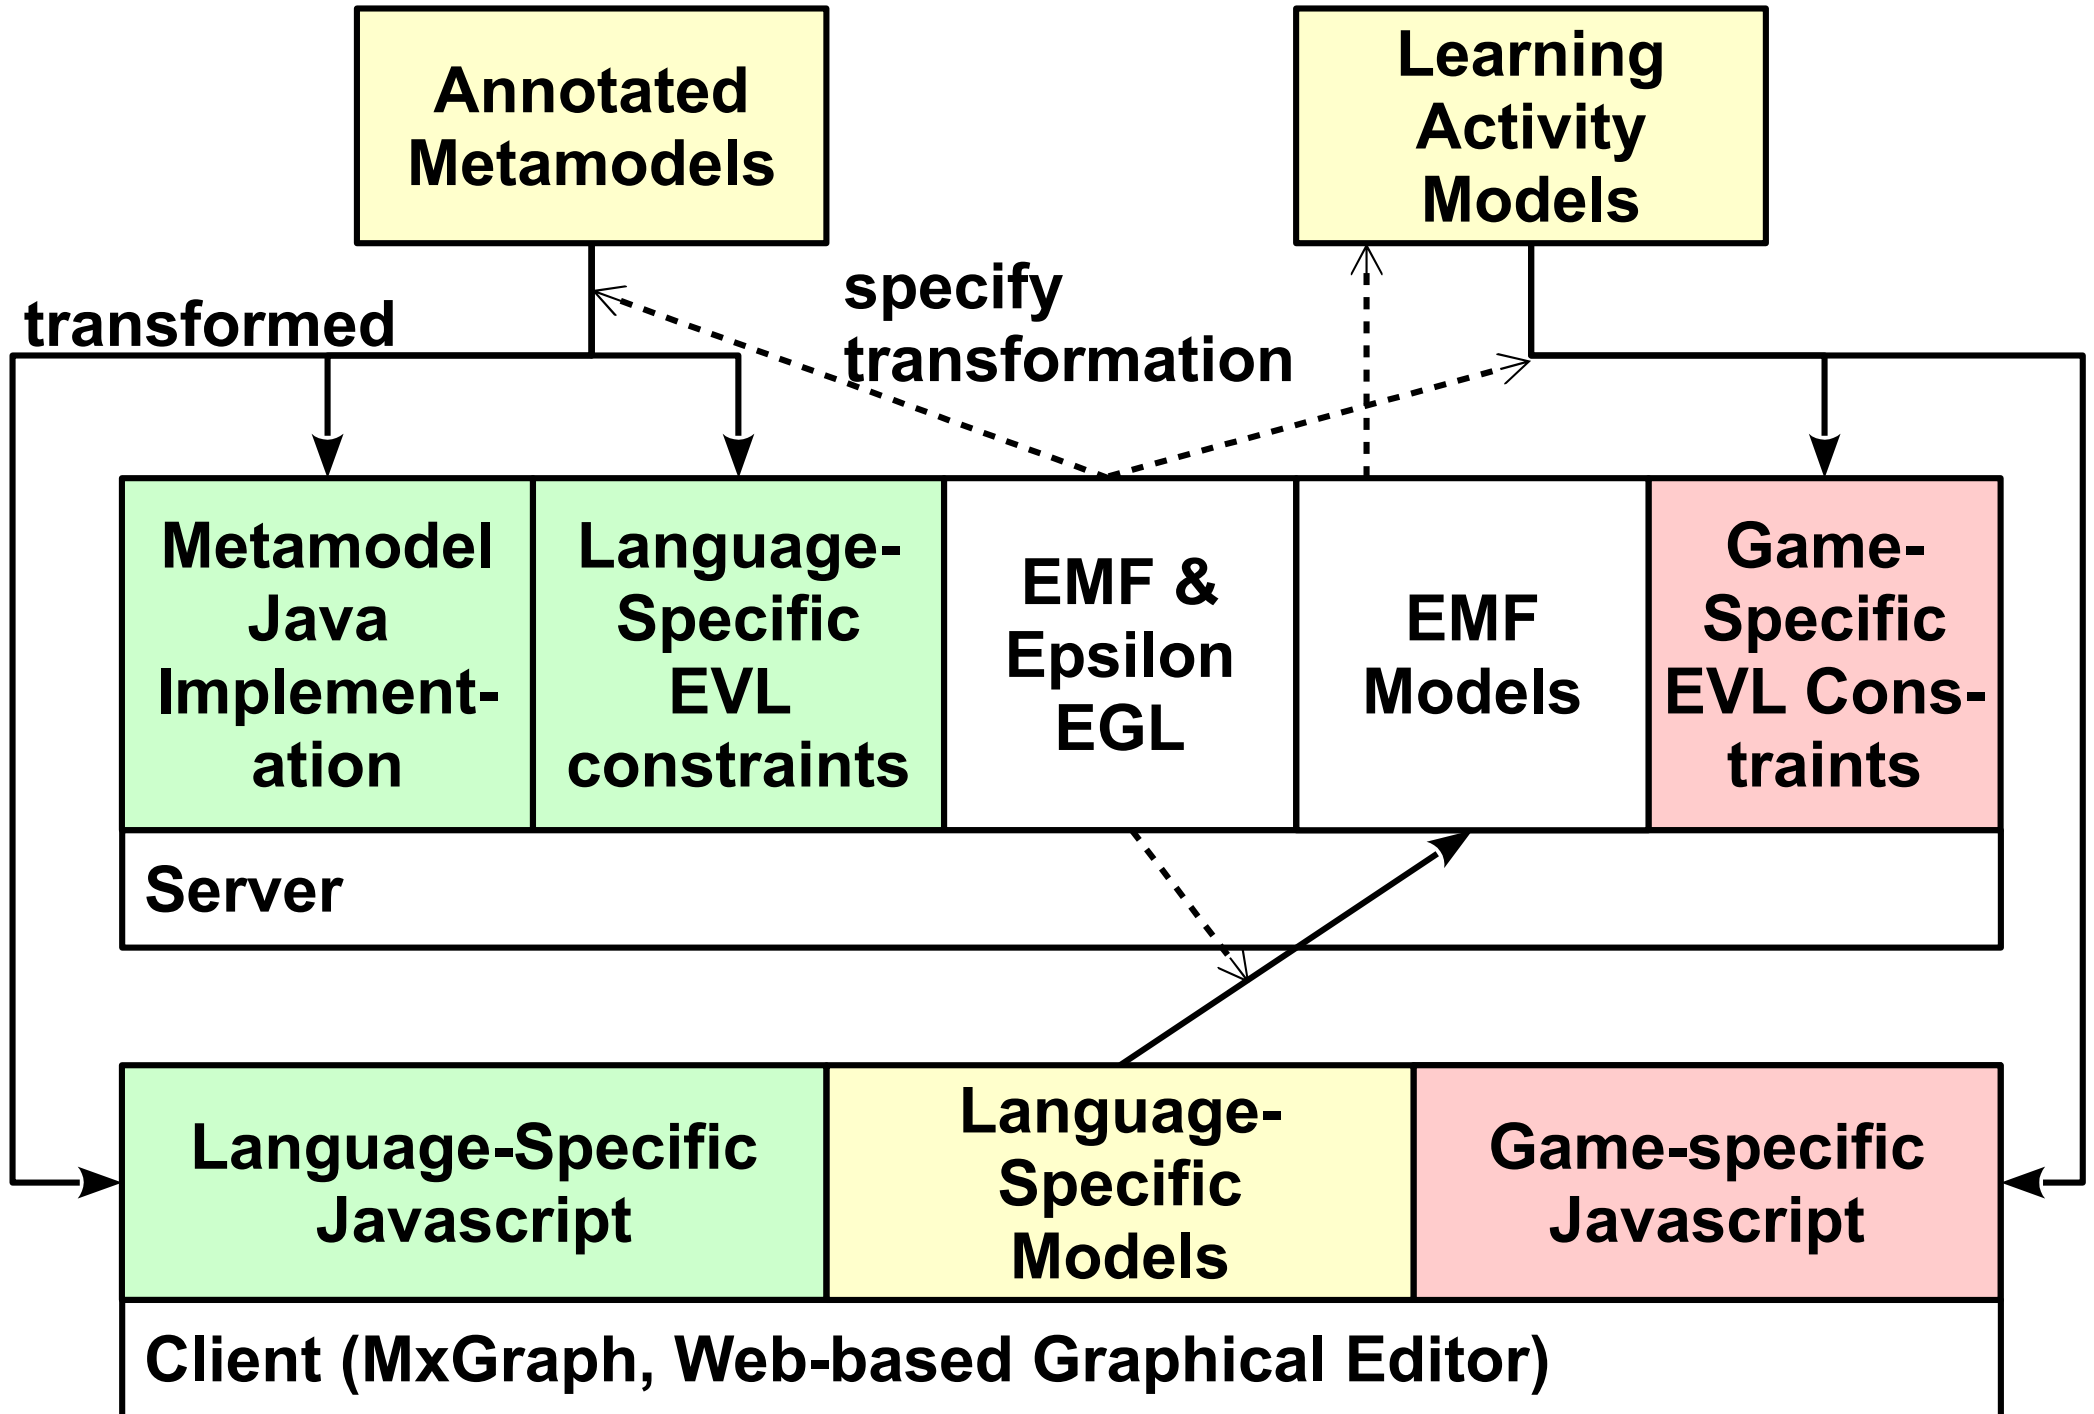 Annotated
Metamodels
Learning
Activity
Models
transformed
specify
transformation
Metamodel
Java
Implement-
ation
Language-
Specific
EVL
constraints
EMF &
Epsilon
EGL
EMF
Models
Game-
Specific
EVL Cons-
traints
Server
Language-Specific
Javascript
Language-
Specific
Models
Game-specific
Javascript
Client (MxGraph, Web-based Graphical Editor)